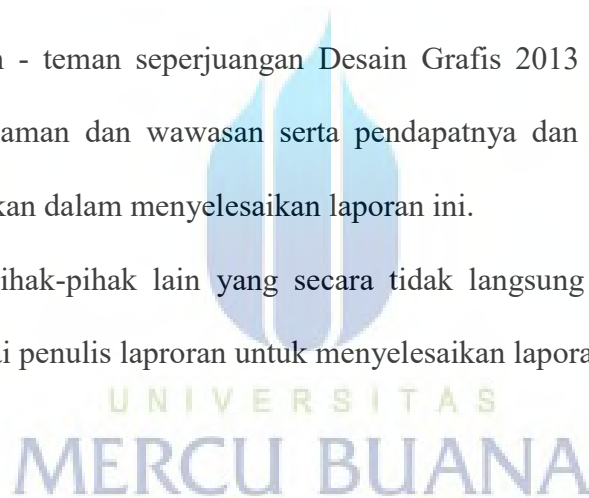 n - teman seperjuangan Desain Grafis 2013
aman dan wawasan serta pendapatnya dan
kan dalam menyelesaikan laporan ini.
ihak-pihak lain yang secara tidak langsung
i penulis laproran untuk menyelesaikan lapora
UNIVERSITAS
MERCU BUANA